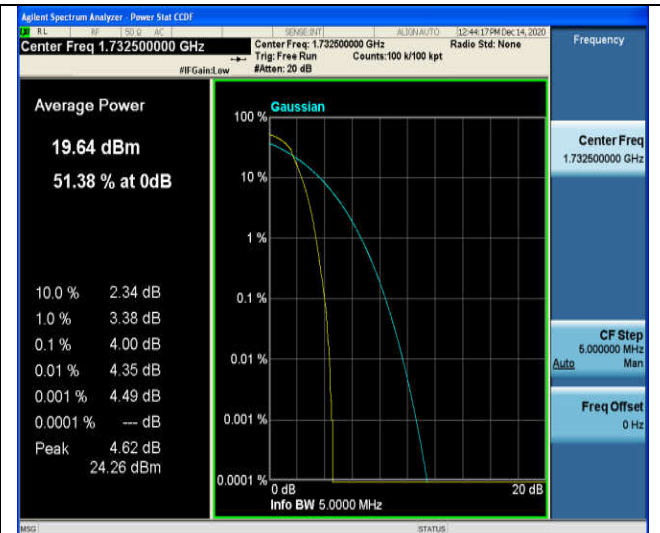 Agilent Spectrum Analyzer - Power Stat CCDF
RL RF 50 Ω AC SENSE:INT ALIGN AUTO 12:44:17 PM Dec 14, 2020
Center Freq 1.732500000 GHz
Center Freq: 1.732500000 GHz Radio Std: None
Trig: Free Run Counts:100 k/100 kpt
#IFGain:Low #Atten: 20 dB
Frequency
Average Power
19.64 dBm
51.38 % at 0dB
10.0 % 2.34 dB
1.0 % 3.38 dB
0.1 % 4.00 dB
0.01 % 4.35 dB
0.001 % 4.49 dB
0.0001 % --- dB
Peak 4.62 dB
24.26 dBm
Gaussian
100 %
10 %
1 %
0.1 %
0.01 %
0.001 %
0.0001 %
0 dB 20 dB
Info BW 5.0000 MHz
Center Freq
1.732500000 GHz
CF Step
5.000000 MHz
Auto Man
Freq Offset
0 Hz
MSG STATUS